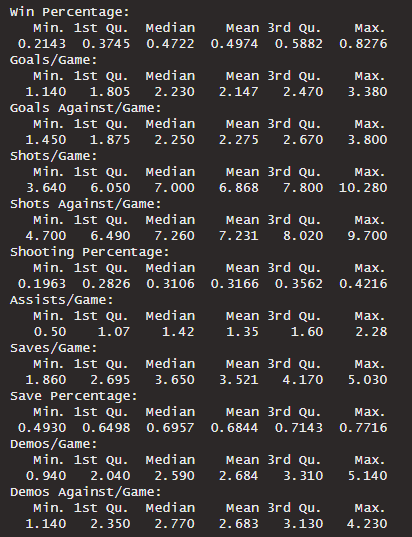 Win Percentage:
Min. 1st Qu. Median Mean 3rd Qu. Max.
0.2143 0.3745 0.4722 0.4974 0.5882 0.8276
Goals/Game:
Min. 1st Qu. Median Mean 3rd Qu. Max.
1.140 1.805 2.230 2.147 2.470 3.380
Goals Against/Game:
Min. 1st Qu. Median Mean 3rd Qu. Max.
1.450 1.875 2.250 2.275 2.670 3.800
Shots/Game:
Min. 1st Qu. Median Mean 3rd Qu. Max.
3.640 6.050 7.000 6.868 7.800 10.280
Shots Against/Game:
Min. 1st Qu. Median Mean 3rd Qu. Max.
4.700 6.490 7.260 7.231 8.020 9.700
Shooting Percentage:
Min. 1st Qu. Median Mean 3rd Qu. Max.
0.1963 0.2826 0.3106 0.3166 0.3562 0.4216
Assists/Game:
Min. 1st Qu. Median Mean 3rd Qu. Max.
0.50 1.07 1.42 1.35 1.60 2.28
Saves/Game:
Min. 1st Qu. Median Mean 3rd Qu. Max.
1.860 2.695 3.650 3.521 4.170 5.030
Save Percentage:
Min. 1st Qu. Median Mean 3rd Qu. Max.
0.4930 0.6498 0.6957 0.6844 0.7143 0.7716
Demos/Game:
Min. 1st Qu. Median Mean 3rd Qu. Max.
0.940 2.040 2.590 2.684 3.310 5.140
Demos Against/Game:
Min. 1st Qu. Median Mean 3rd Qu. Max.
1.140 2.350 2.770 2.683 3.130 4.230